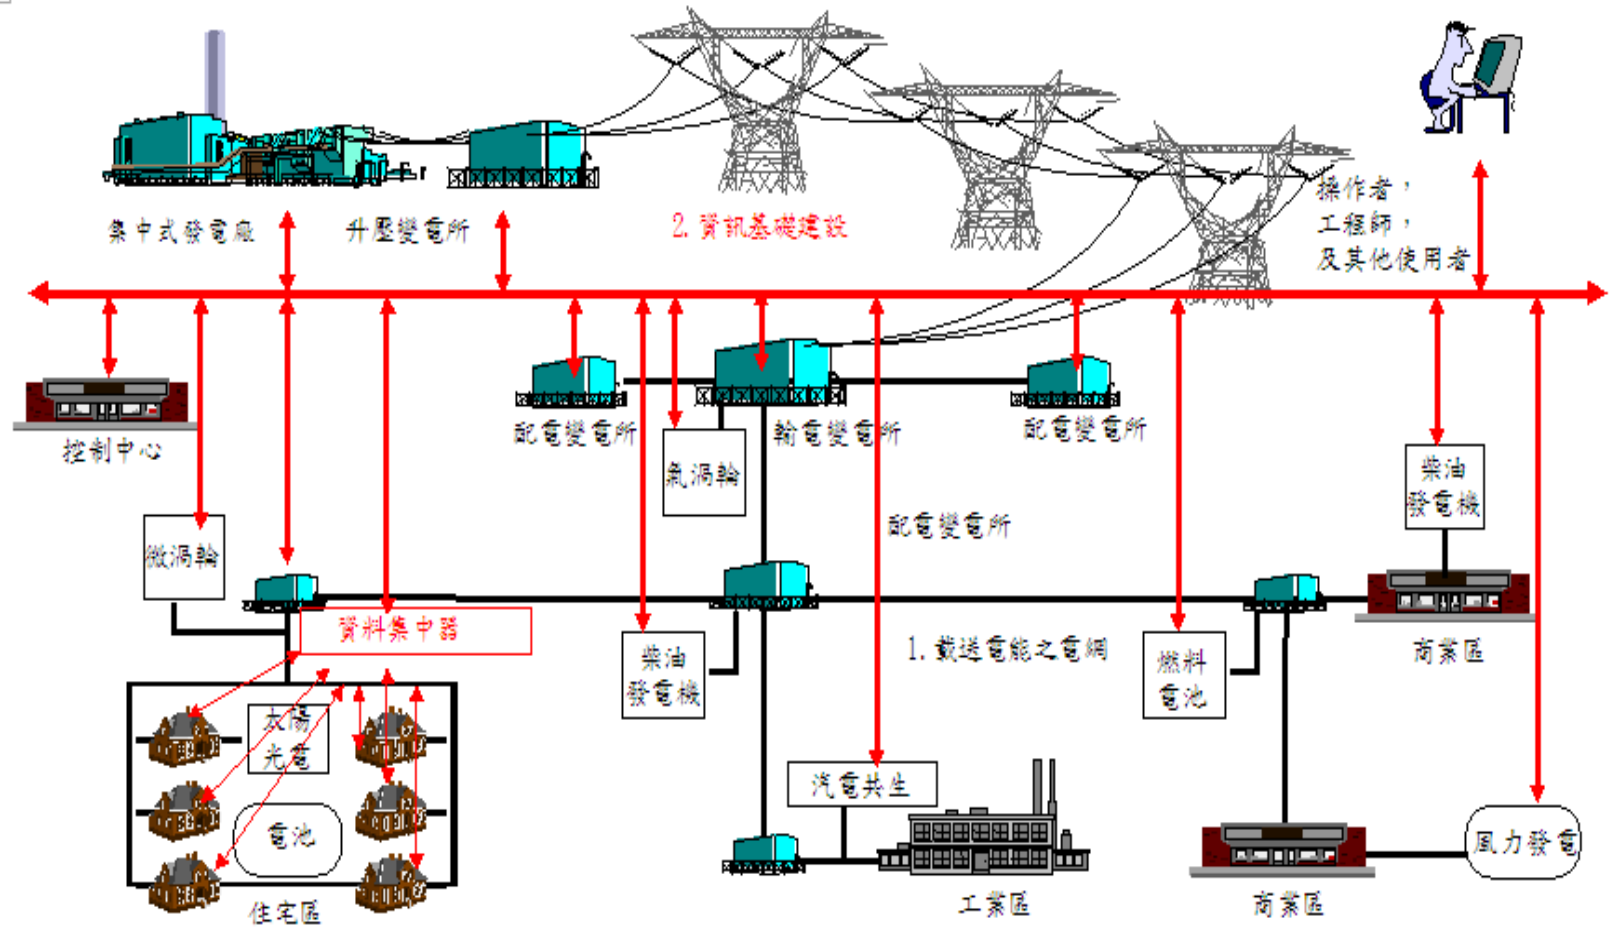 集中式發電廠
升壓變電所
2.資訊基礎建設
操作者，
工程師，
及其他使用者
控制中心
配電變電所
輸電變電所
配電變電所
氣渦輪
柴油
發電機
配電變電所
微渦輪
資料集中器
柴油
發電機
1.載送電能之電網
燃料
電池
商業區
太陽
光電
電池
汽電共生
風力發電
住宅區
工業區
商業區